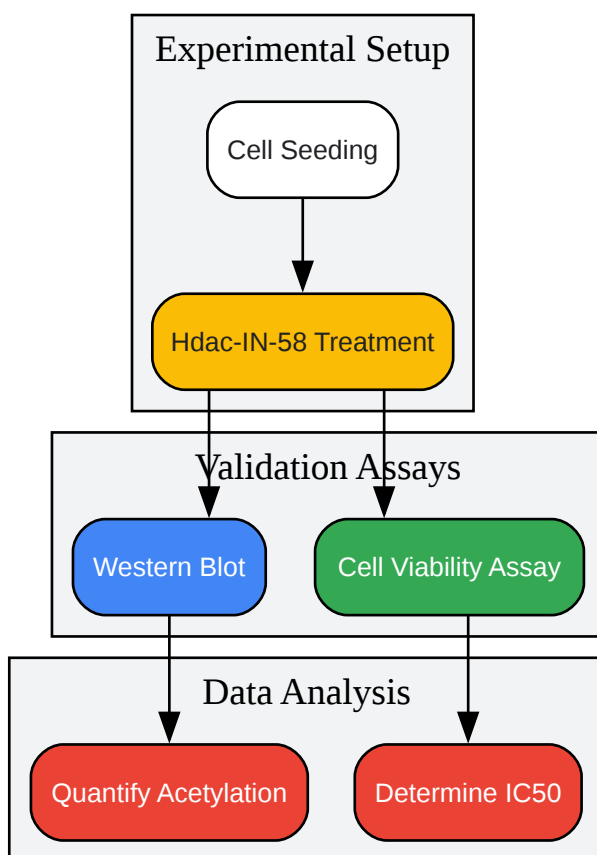 Experimental Setup
Cell Seeding
Hdac-IN-58 Treatment
Validation Assays
Western Blot
Cell Viability Assay
Data Analysis
Quantify Acetylation
Determine IC50